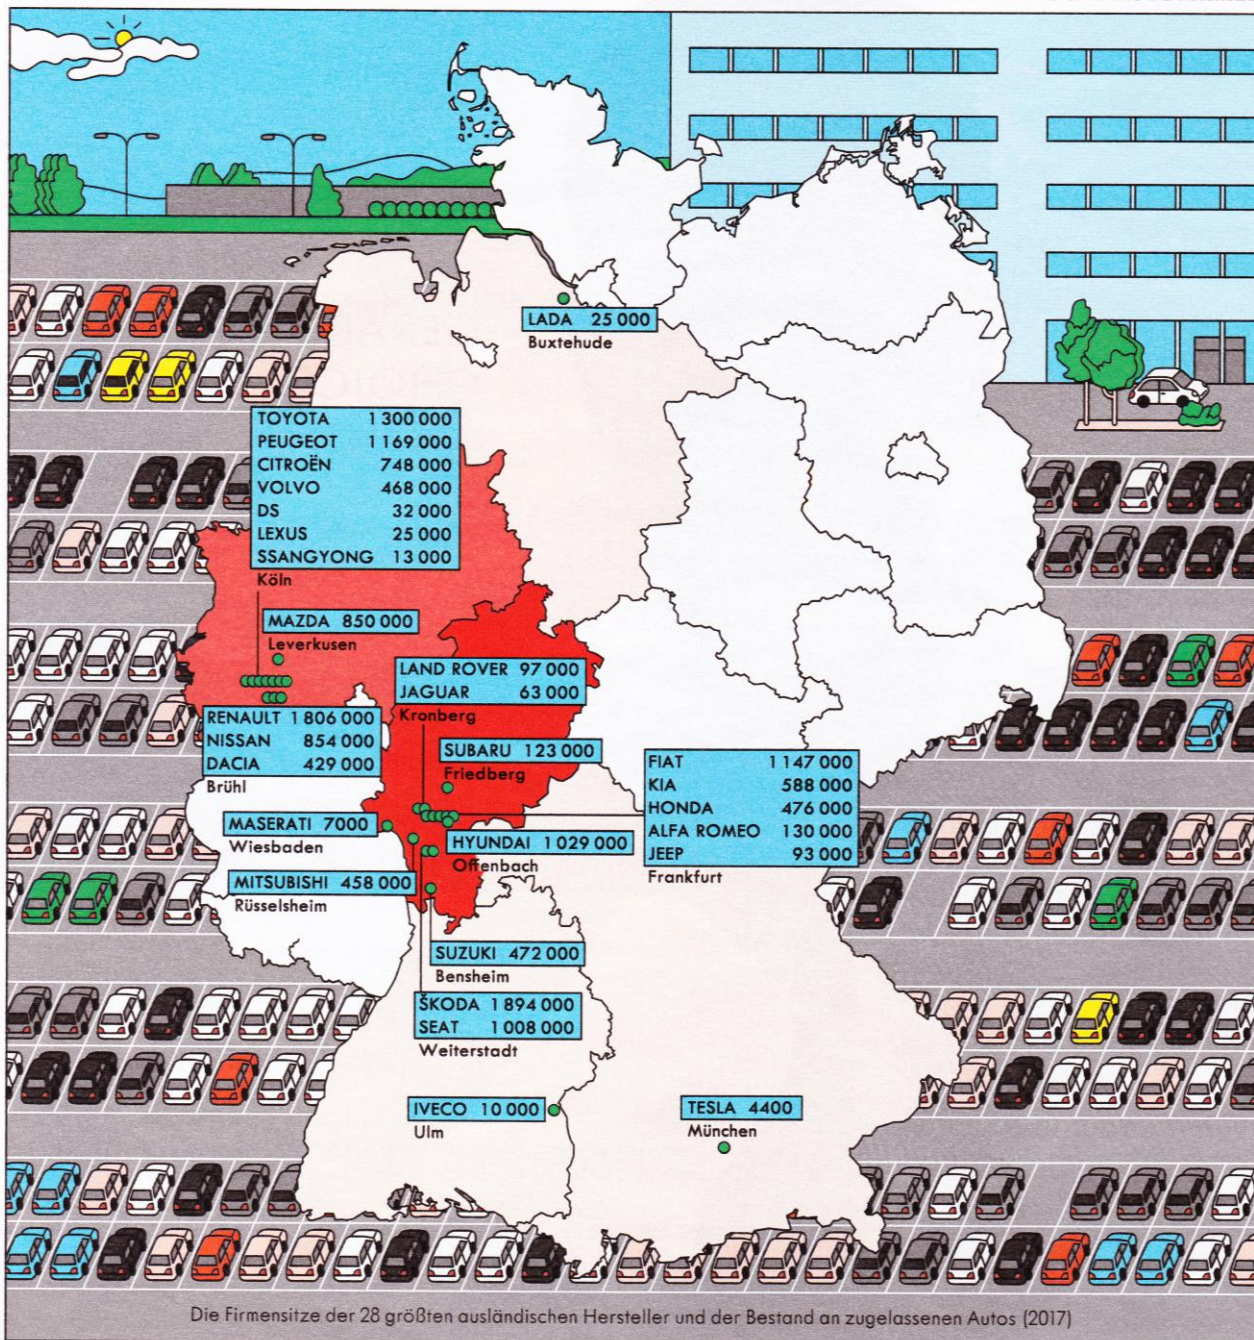 LADA 25 000
Buxtehude
TOYOTA 1 300 000
PEUGEOT 1 169 000
CITROËN 748 000
VOLVO 468 000
DS 32 000
LEXUS 25 000
SSANGYONG 13 000
Köln
MAZDA 850 000
Leverkusen
LAND ROVER 97 000
JAGUAR 63 000
Kronberg
RENAULT 1 806 000
NISSAN 854 000
DACIA 429 000
Brühl
SUBARU 123 000
Friedberg
FIAT 1 147 000
KIA 588 000
HONDA 476 000
ALFA ROMEO 130 000
JEEP 93 000
Frankfurt
MASERATI 7000
Wiesbaden
HYUNDAI 1 029 000
Offenbach
MITSUBISHI 458 000
Rüsselsheim
SUZUKI 472 000
Bensheim
ŠKODA 1 894 000
SEAT 1 008 000
Weiterstadt
IVECO 10 000
Ulm
TESLA 4400
München
Die Firmensitze der 28 größten ausländischen Hersteller und der Bestand an zugelassenen Autos (2017)